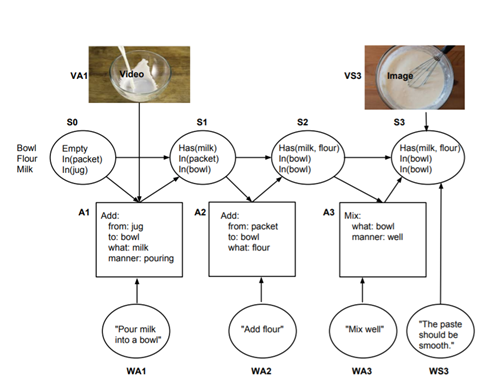 VA1
Video
VS3
Image
S0
S1
S2
S3
Bowl
Flour
Milk
Empty
In(packet)
In(jug)
Has(milk)
In(packet)
In(bowl)
Has(milk, flour)
In(bowl)
In(bowl)
Has(milk, flour)
In(bowl)
In(bowl)
A1
Add:
from: jug
to: bowl
what: milk
manner: pouring
A2
Add:
from: packet
to: bowl
what: flour
A3
Mix:
what: bowl
manner: well
"Pour milk
into a bowl"
"Add flour"
"Mix well"
"The paste
should be
smooth."
WA1
WA2
WA3
WS3